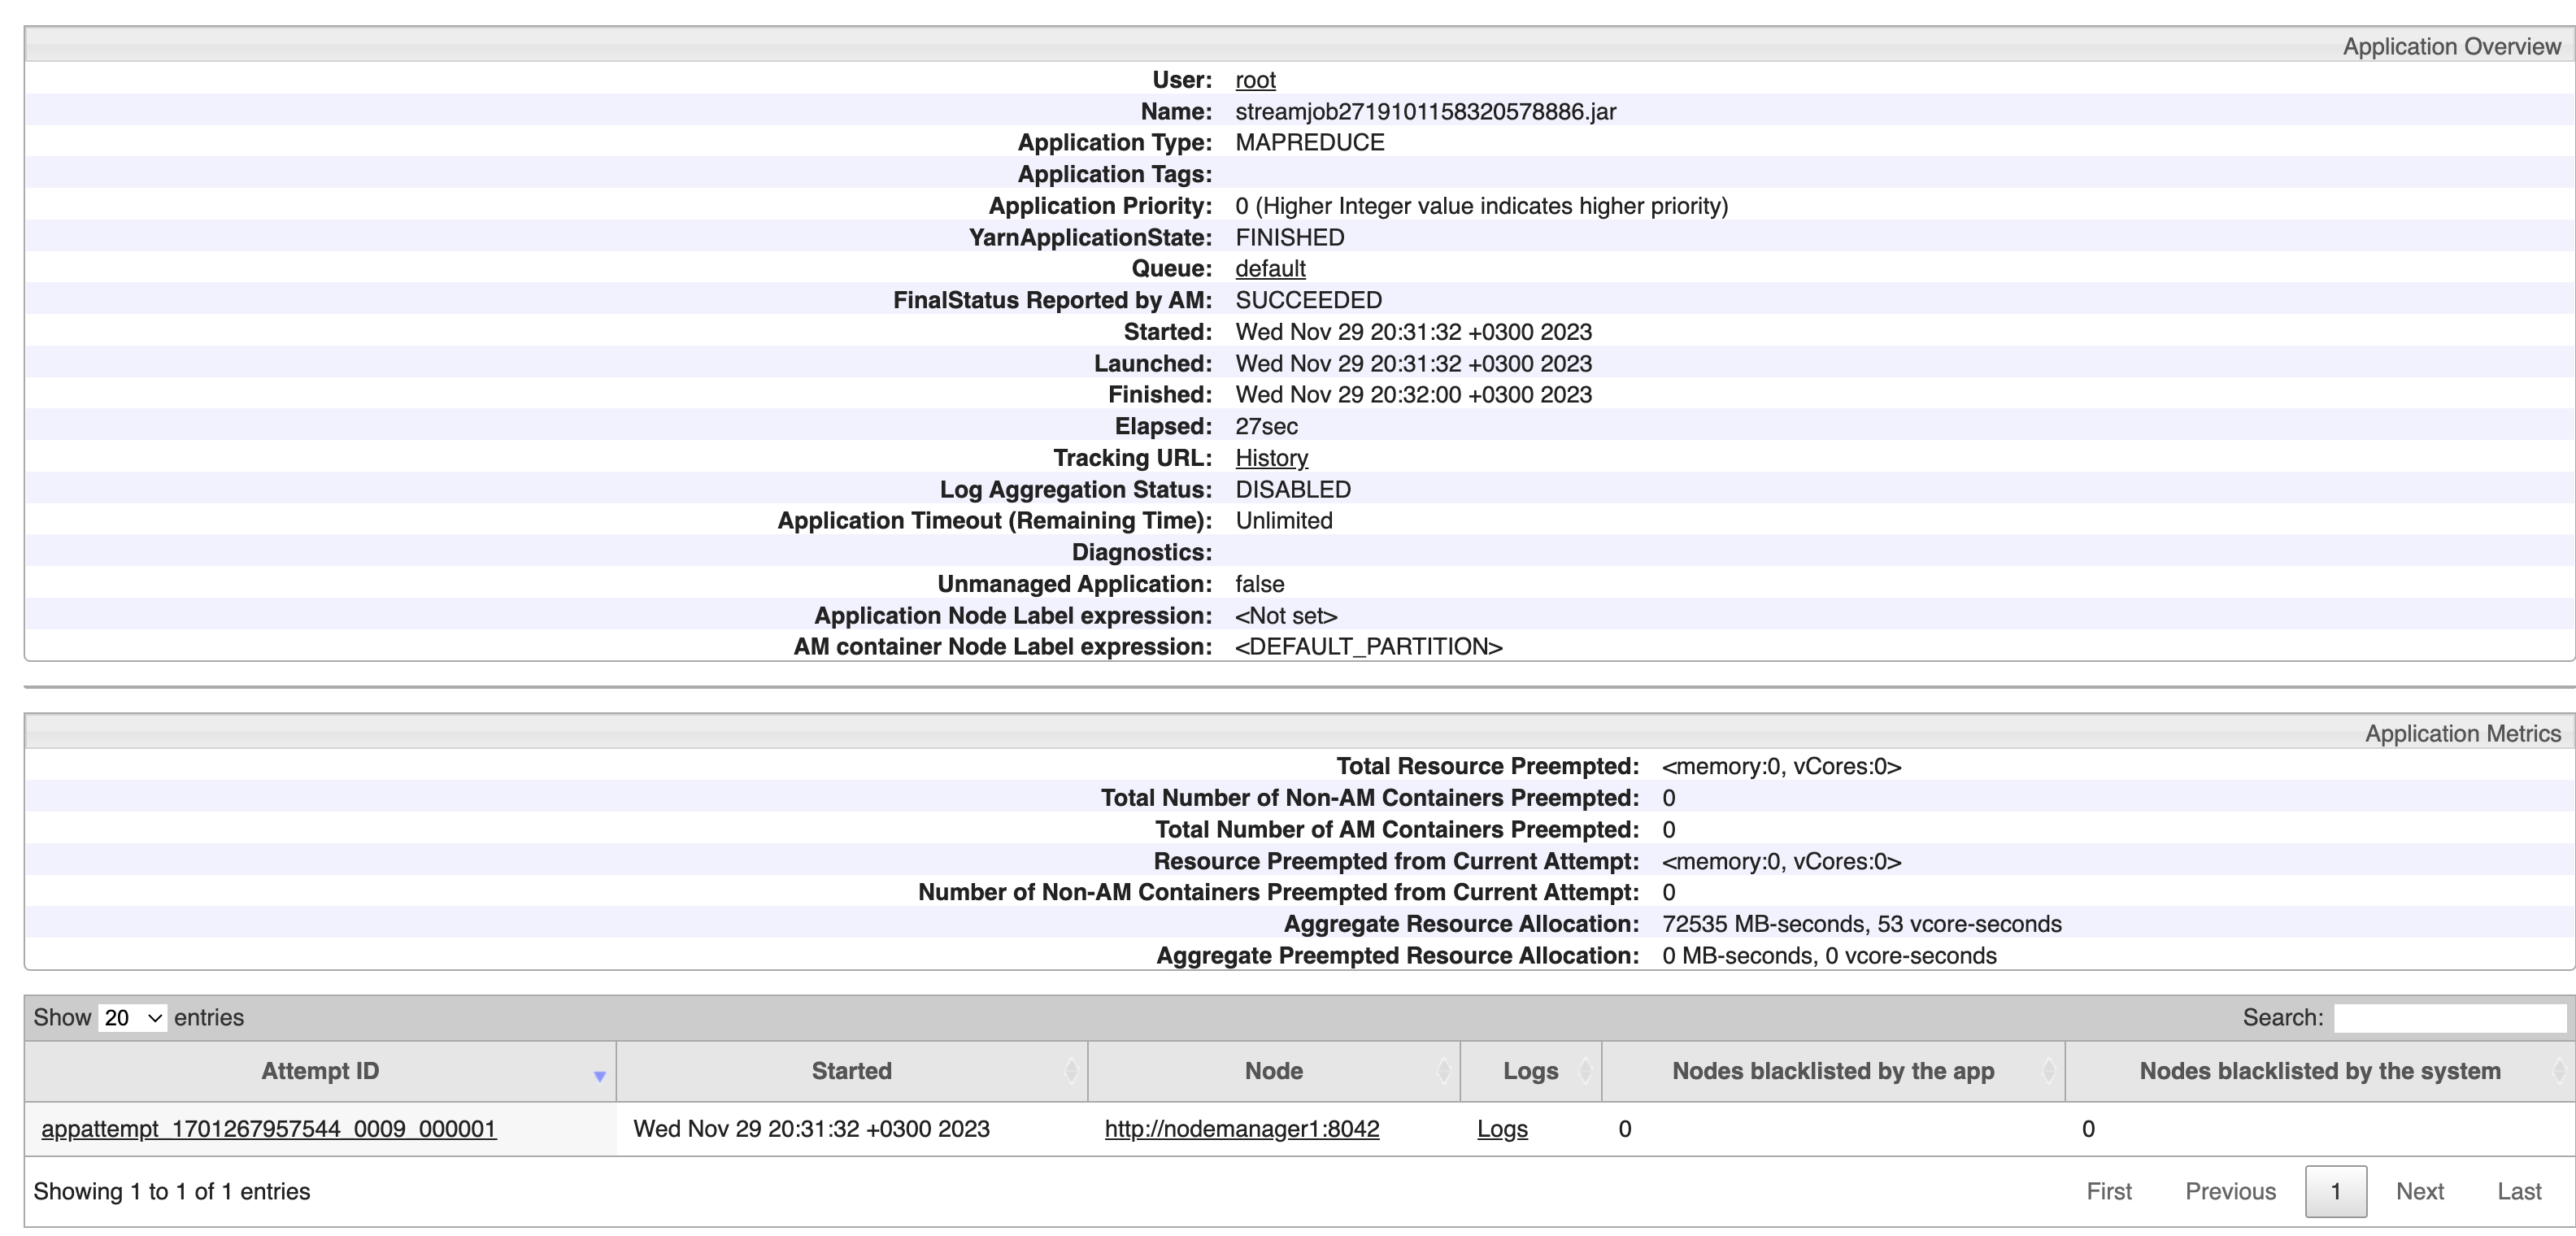 Application Overview
User: root
Name: streamjob2719101158320578886.jar
Application Type: MAPREDUCE
Application Tags:
Application Priority: 0 (Higher Integer value indicates higher priority)
YarnApplicationState: FINISHED
Queue: default
FinalStatus Reported by AM: SUCCEEDED
Started: Wed Nov 29 20:31:32 +0300 2023
Launched: Wed Nov 29 20:31:32 +0300 2023
Finished: Wed Nov 29 20:32:00 +0300 2023
Elapsed: 27sec
Tracking URL: History
Log Aggregation Status: DISABLED
Application Timeout (Remaining Time): Unlimited
Diagnostics:
Unmanaged Application: false
Application Node Label expression: <Not set>
AM container Node Label expression: <DEFAULT_PARTITION>
Application Metrics
Total Resource Preempted: <memory:0, vCores:0>
Total Number of Non-AM Containers Preempted: 0
Total Number of AM Containers Preempted: 0
Resource Preempted from Current Attempt: <memory:0, vCores:0>
Number of Non-AM Containers Preempted from Current Attempt: 0
Aggregate Resource Allocation: 72535 MB-seconds, 53 vcore-seconds
Aggregate Preempted Resource Allocation: 0 MB-seconds, 0 vcore-seconds
Show 20 entries Search:
Attempt ID Started Node Logs Nodes blacklisted by the app Nodes blacklisted by the system
appattempt_1701267957544_0009_000001 Wed Nov 29 20:31:32 +0300 2023 http://nodemanager1:8042 Logs 0 0
Showing 1 to 1 of 1 entries First Previous 1 Next Last